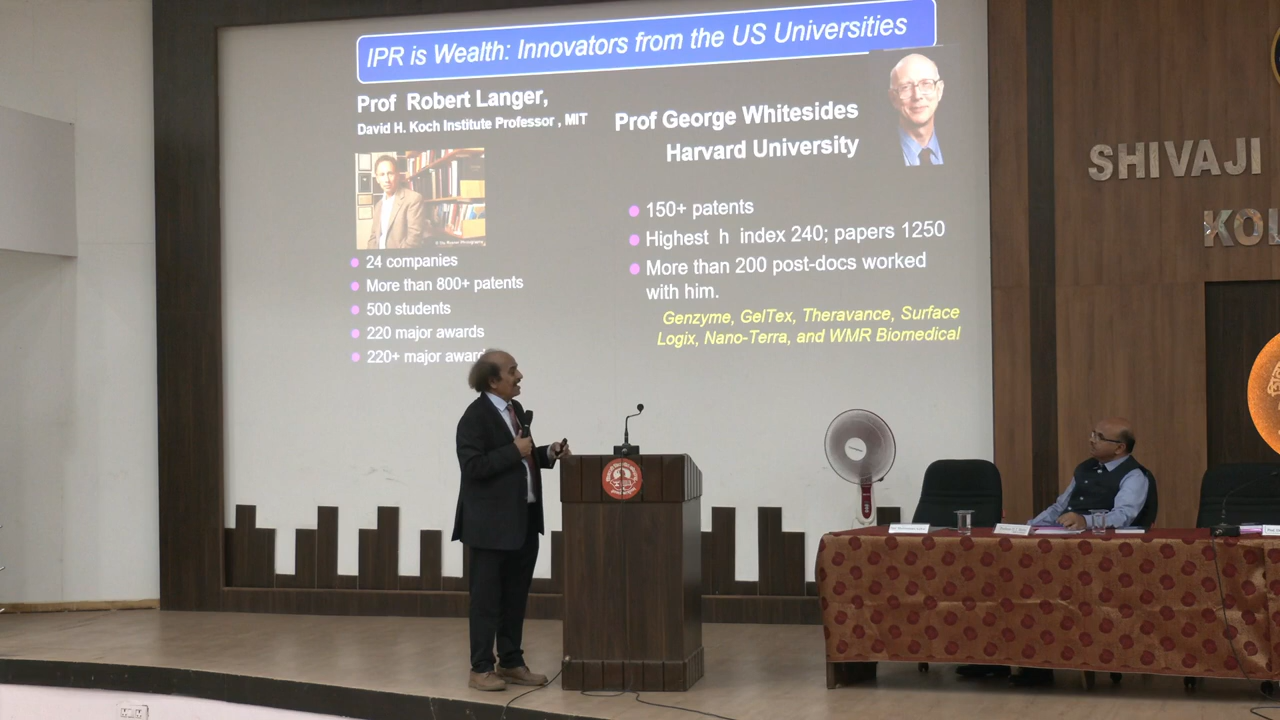 IPR is Wealth: Innovators from the US Universities
Prof Robert Langer,
David H. Koch Institute Professor , MIT
24 companies
More than 800+ patents
500 students
220 major awards
220+ major award
Prof George Whitesides
Harvard University
150+ patents
Highest h index 240; papers 1250
More than 200 post-docs worked
with him.
Genzyme, GelTex, Theravance, Surface
Logix, Nano-Terra, and WMR Biomedical
SHIVAJI
KOL